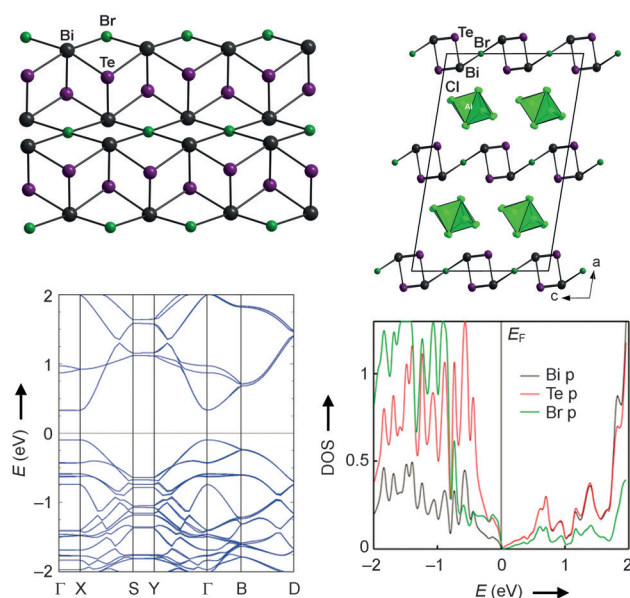 Br
Bi
Te
Te
Br
Bi
Cl
Al
a
c
2
1
0
−1
−2
E (eV)
Γ X S Y Γ B D
E_F
Bi p
Te p
Br p
1
0.5
0
DOS
−2 −1 0 1 2
E (eV)